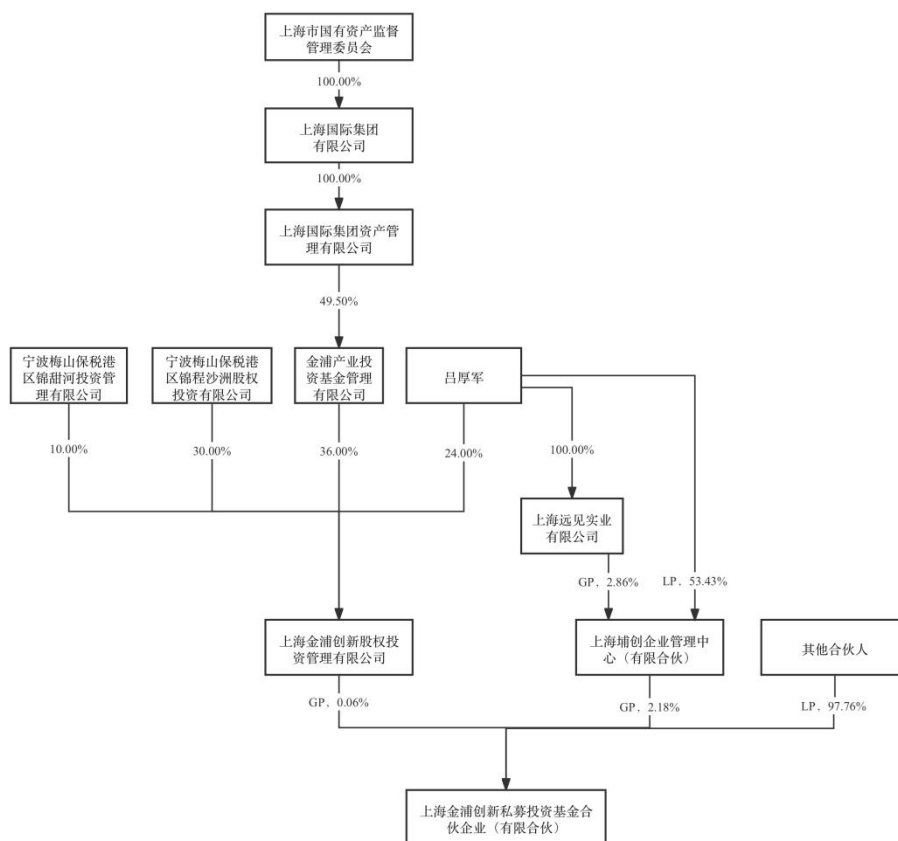 上海市国有资产监督
管理委员会
100.00%
上海国际集团
有限公司
100.00%
上海国际集团资产管
理有限公司
49.50%
宁波梅山保税港
区锦甜河投资管
理有限公司
宁波梅山保税港
区锦程沙洲股权
投资有限公司
金浦产业投
资基金管理
有限公司
吕厚军
10.00%
30.00%
36.00%
24.00%
100.00%
上海远见实业
有限公司
GP，2.86%
LP，53.43%
上海金浦创新股权投
资管理有限公司
上海埔创企业管理中
心（有限合伙）
其他合伙人
GP，0.06%
GP，2.18%
LP，97.76%
上海金浦创新私募投资基金合
伙企业（有限合伙）